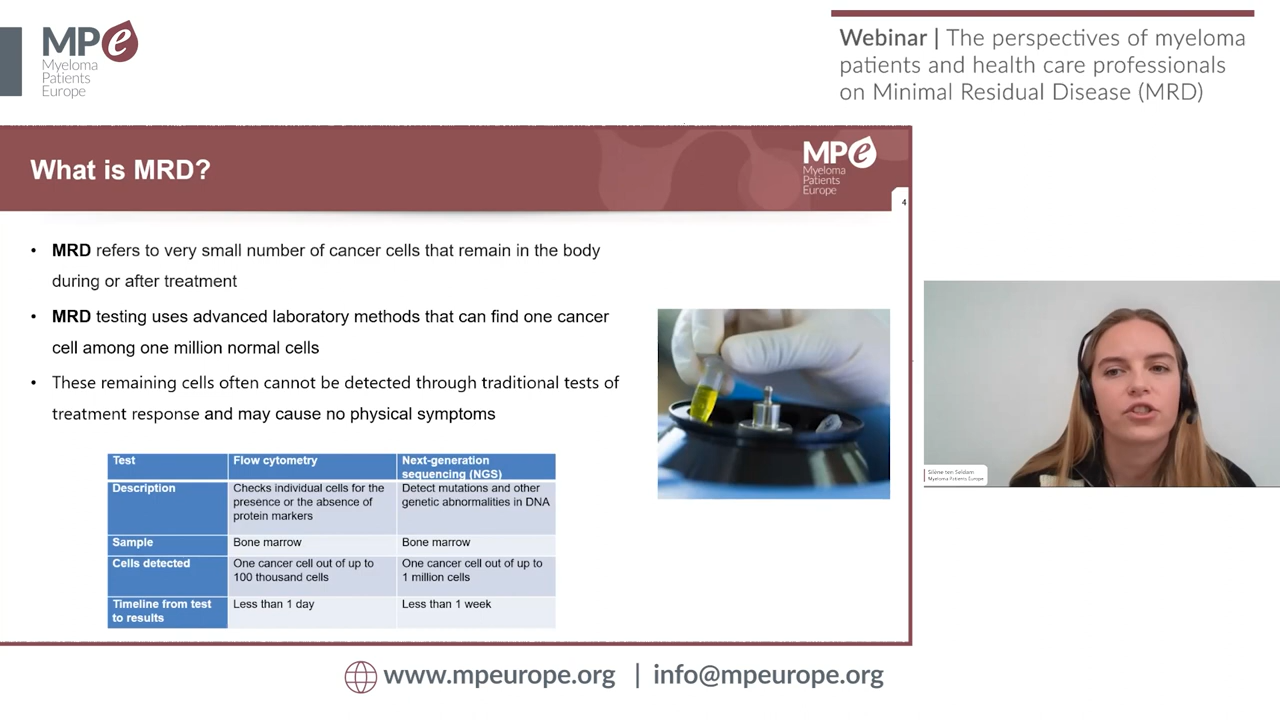 MPe
Myeloma
Patients
Europe
Webinar | The perspectives of myeloma
patients and health care professionals
on Minimal Residual Disease (MRD)
What is MRD?
MPe
Myeloma
Patients
Europe
4
• MRD refers to very small number of cancer cells that remain in the body
during or after treatment
• MRD testing uses advanced laboratory methods that can find one cancer
cell among one million normal cells
• These remaining cells often cannot be detected through traditional tests of
treatment response and may cause no physical symptoms
Test
Flow cytometry
Next-generation
sequencing (NGS)
Description
Checks individual cells for the
presence or the absence of
protein markers
Detect mutations and other
genetic abnormalities in DNA
Sample
Bone marrow
Bone marrow
Cells detected
One cancer cell out of up to
100 thousand cells
One cancer cell out of up to
1 million cells
Timeline from test
to results
Less than 1 day
Less than 1 week
Silène ten Seldam
Myeloma Patients Europe
www.mpeurope.org | info@mpeurope.org